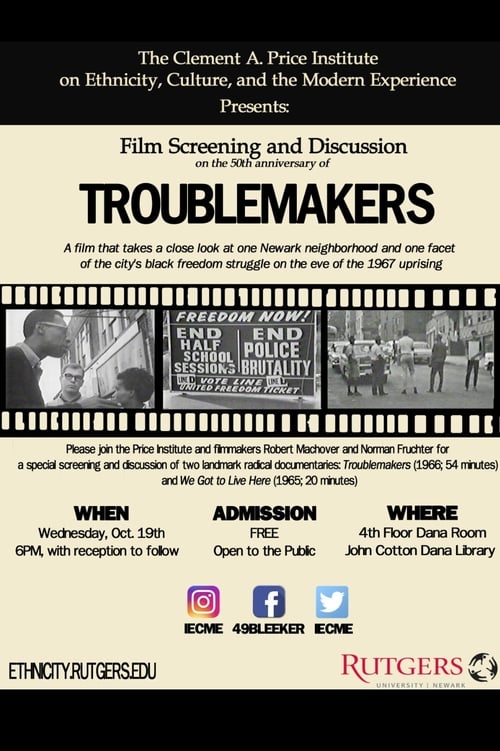 The Clement A. Price Institute
on Ethnicity, Culture, and the Modern Experience
Presents:
Film Screening and Discussion
on the 50th anniversary of
TROUBLEMAKERS
A film that takes a close look at one Newark neighborhood and one facet
of the city's black freedom struggle on the eve of the 1967 uprising
FREEDOM NOW!
END HALF SCHOOL SESSIONS
END POLICE BRUTALITY
LINE D VOTE LINE LINE D
UNITED FREEDOM TICKET
Please join the Price Institute and filmmakers Robert Machover and Norman Fruchter for
a special screening and discussion of two landmark radical documentaries: Troublemakers (1966; 54 minutes)
and We Got to Live Here (1965; 20 minutes)
WHEN
Wednesday, Oct. 19th
6PM, with reception to follow
ADMISSION
FREE
Open to the Public
WHERE
4th Floor Dana Room
John Cotton Dana Library
IECME 49BLEEKER IECME
ETHNICITY.RUTGERS.EDU
RUTGERS
UNIVERSITY | NEWARK